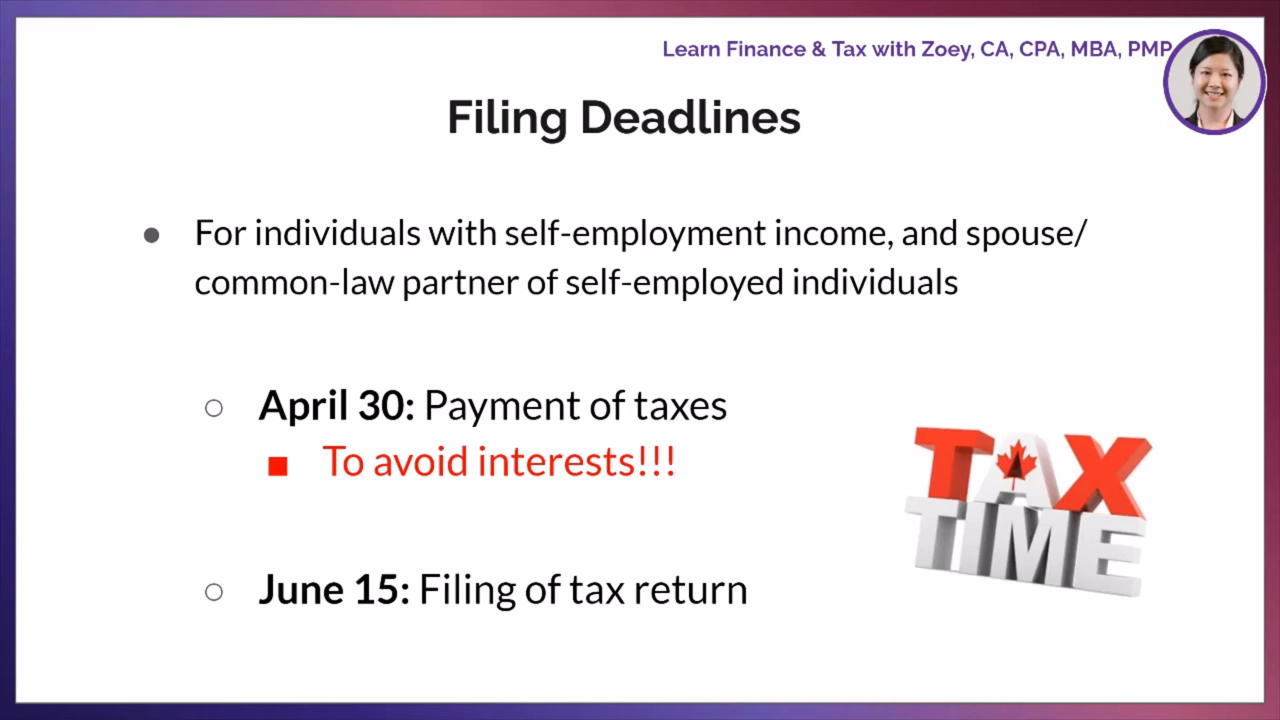 Learn Finance & Tax with Zoey, CA, CPA, MBA, PMP
Filing Deadlines
For individuals with self-employment income, and spouse/
common-law partner of self-employed individuals
April 30: Payment of taxes
To avoid interests!!!
June 15: Filing of tax return
TAX
TIME